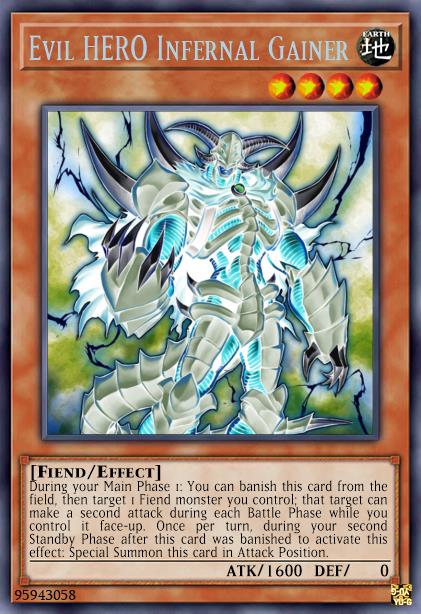 Evil HERO Infernal Gainer
EARTH
地
[Fiend/Effect]
During your Main Phase 1: You can banish this card from the
field, then target 1 Fiend monster you control; that target can
make a second attack during each Battle Phase while you
control it face-up. Once per turn, during your second
Standby Phase after this card was banished to activate this
effect: Special Summon this card in Attack Position.
ATK/1600 DEF/ 0
95943058